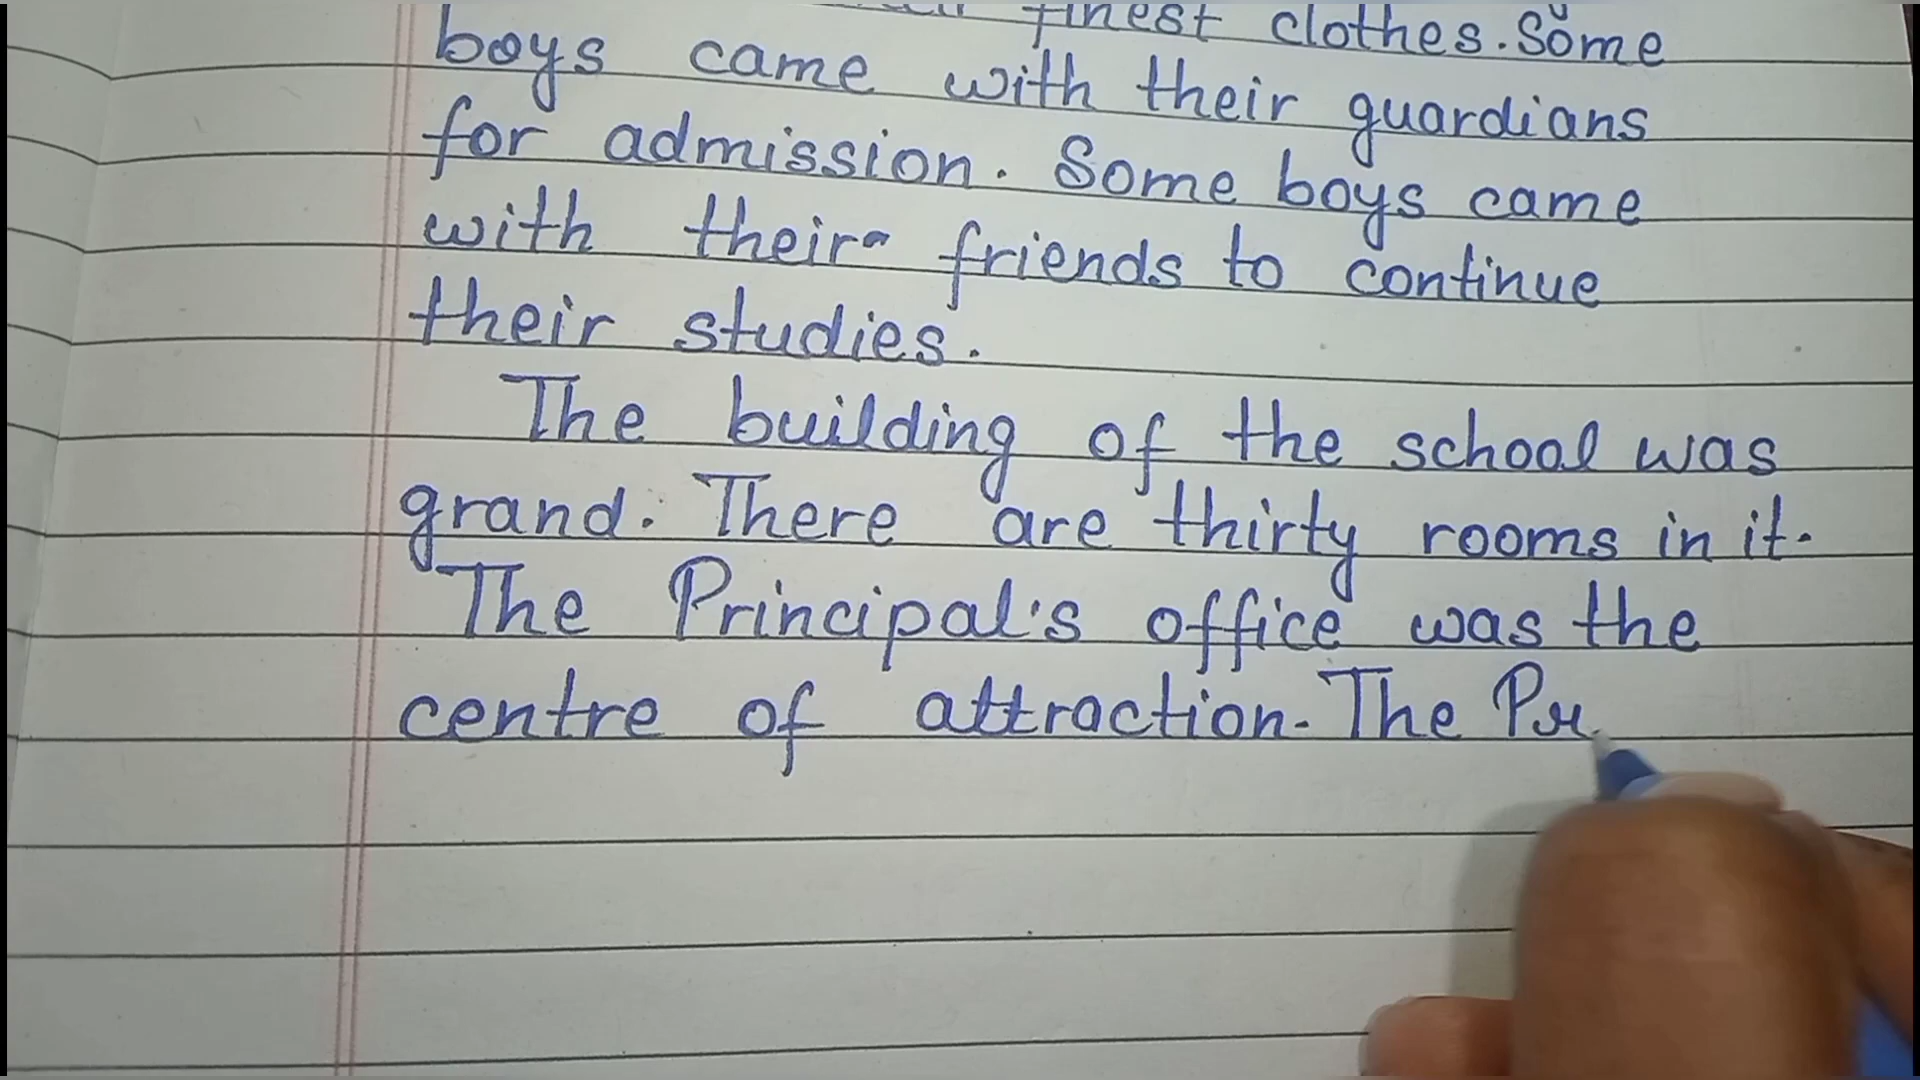 finest clothes. Some
boys came with their guardians
for admission. Some boys came
with their friends to continue
their studies.
The building of the school was
grand. There are thirty rooms in it.
The Principal's office was the
centre of attraction. The Pr